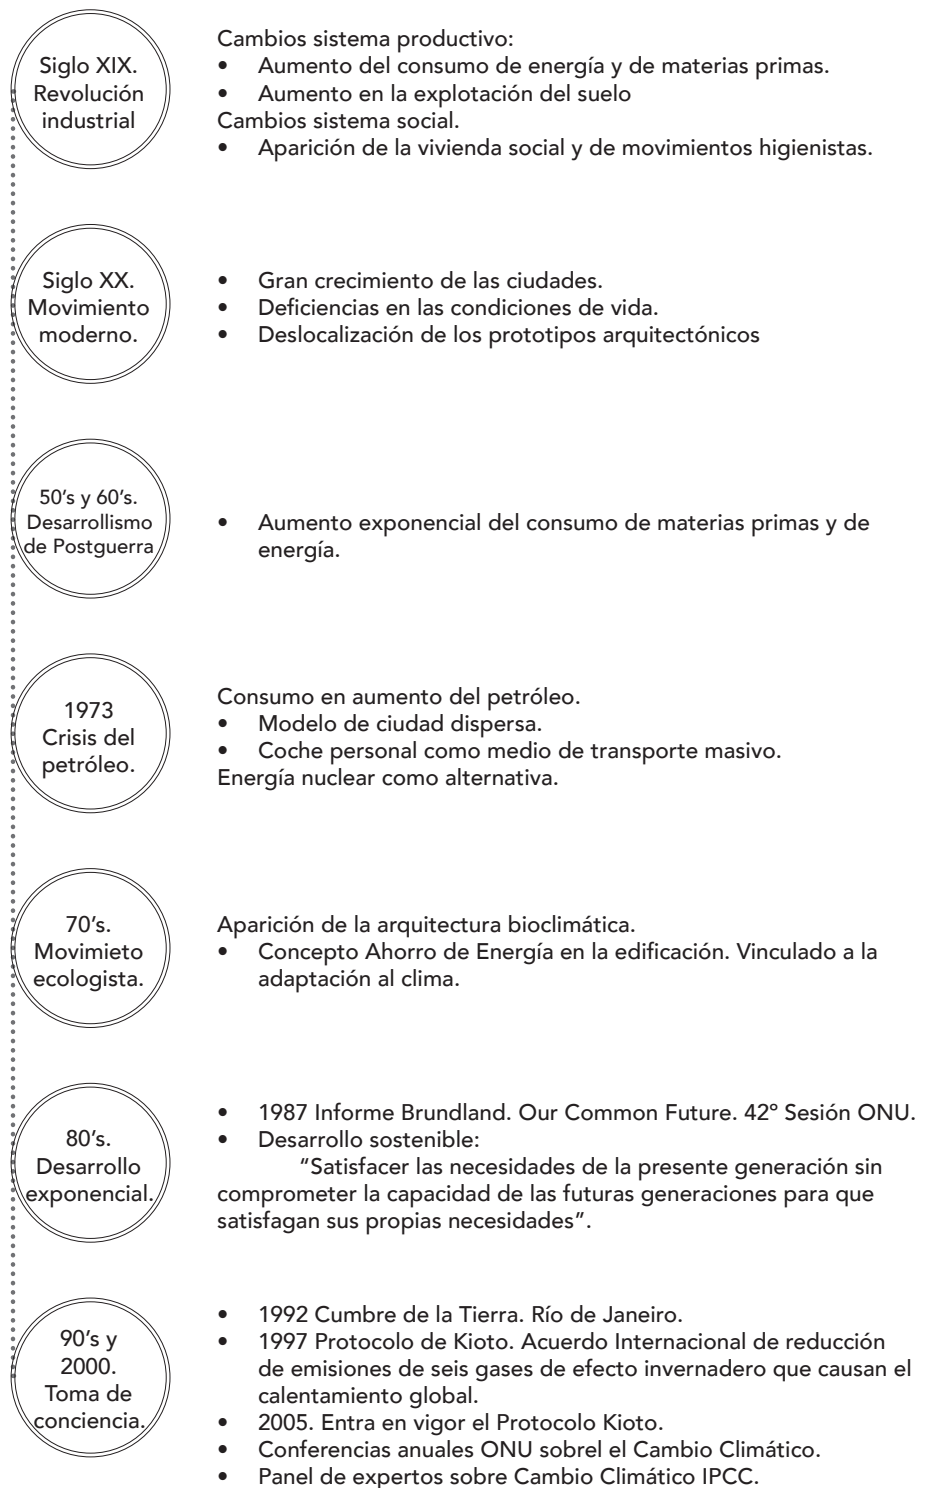 Siglo XIX.
Revolución
industrial
Cambios sistema productivo:
• Aumento del consumo de energía y de materias primas.
• Aumento en la explotación del suelo
Cambios sistema social.
• Aparición de la vivienda social y de movimientos higienistas.
Siglo XX.
Movimiento
moderno.
• Gran crecimiento de las ciudades.
• Deficiencias en las condiciones de vida.
• Deslocalización de los prototipos arquitectónicos
50's y 60's.
Desarrollismo
de Postguerra
• Aumento exponencial del consumo de materias primas y de
energía.
1973
Crisis del
petróleo.
Consumo en aumento del petróleo.
• Modelo de ciudad dispersa.
• Coche personal como medio de transporte masivo.
Energía nuclear como alternativa.
70's.
Movimieto
ecologista.
Aparición de la arquitectura bioclimática.
• Concepto Ahorro de Energía en la edificación. Vinculado a la
adaptación al clima.
80's.
Desarrollo
exponencial.
• 1987 Informe Brundland. Our Common Future. 42º Sesión ONU.
• Desarrollo sostenible:
"Satisfacer las necesidades de la presente generación sin
comprometer la capacidad de las futuras generaciones para que
satisfagan sus propias necesidades".
90's y
2000.
Toma de
conciencia.
• 1992 Cumbre de la Tierra. Río de Janeiro.
• 1997 Protocolo de Kioto. Acuerdo Internacional de reducción
de emisiones de seis gases de efecto invernadero que causan el
calentamiento global.
• 2005. Entra en vigor el Protocolo Kioto.
• Conferencias anuales ONU sobrel el Cambio Climático.
• Panel de expertos sobre Cambio Climático IPCC.